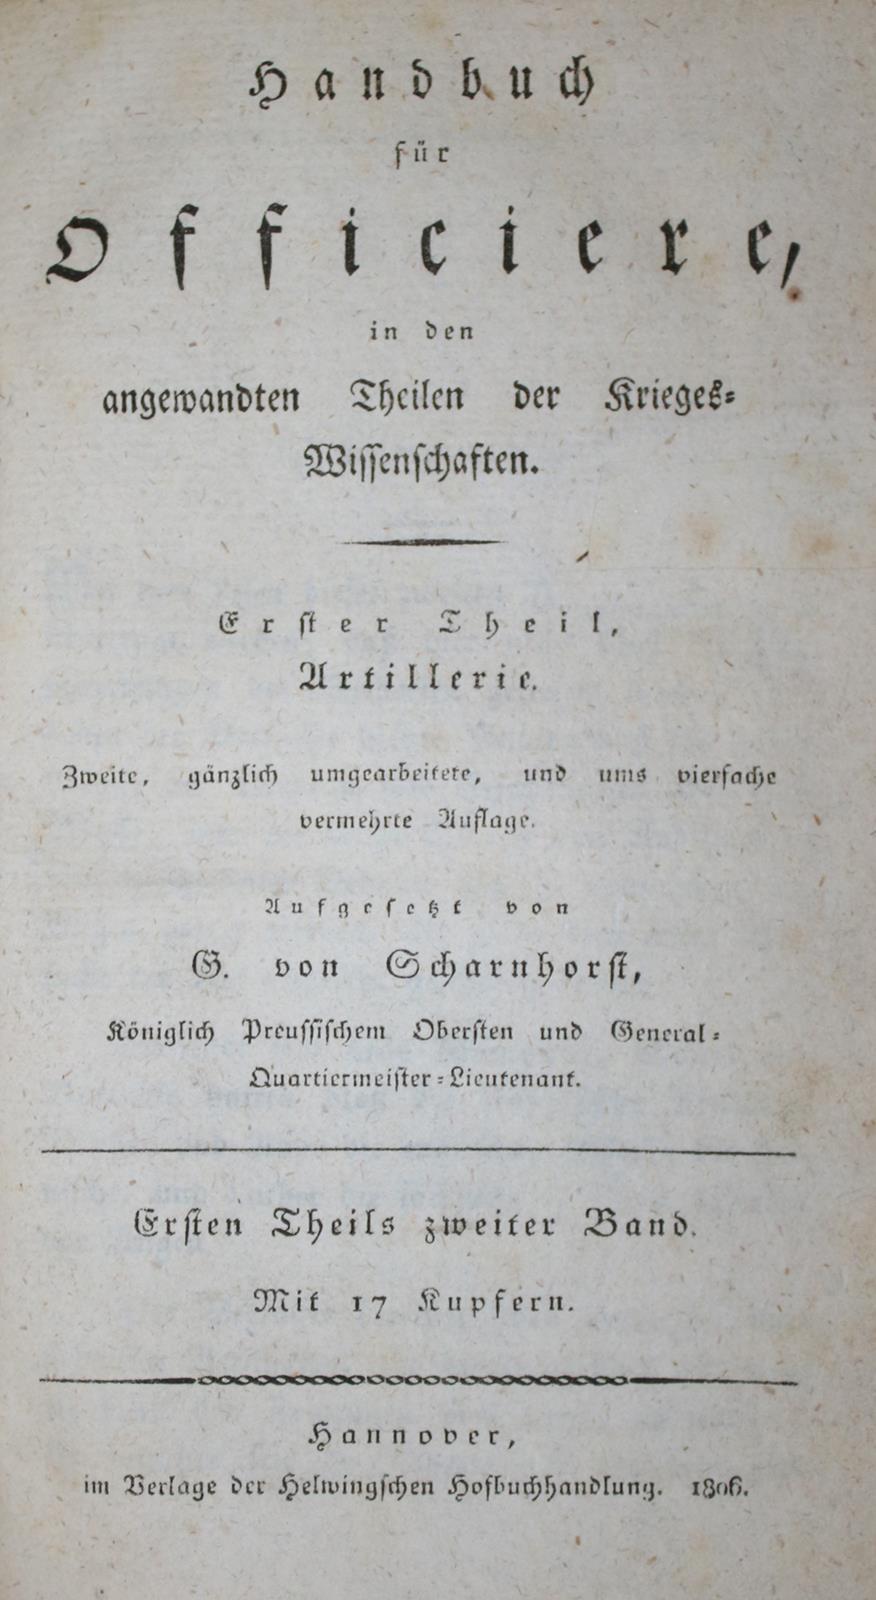 Handbuch
für
Officiere,
in den
angewandten Theilen der Krieges-
Wissenschaften.
Erster Theil,
Artillerie.
Zweite, gänzlich umgearbeitete, und ums vierfache
vermehrte Auflage.
Aufgesetzt von
G. von Scharnhorst,
Königlich Preussischem Obersten und General-
Quartiermeister-Lieutenant.
Ersten Theils zweiter Band.
Mit 17 Kupfern.
Hannover,
im Verlage der Helwingschen Hofbuchhandlung. 1806.